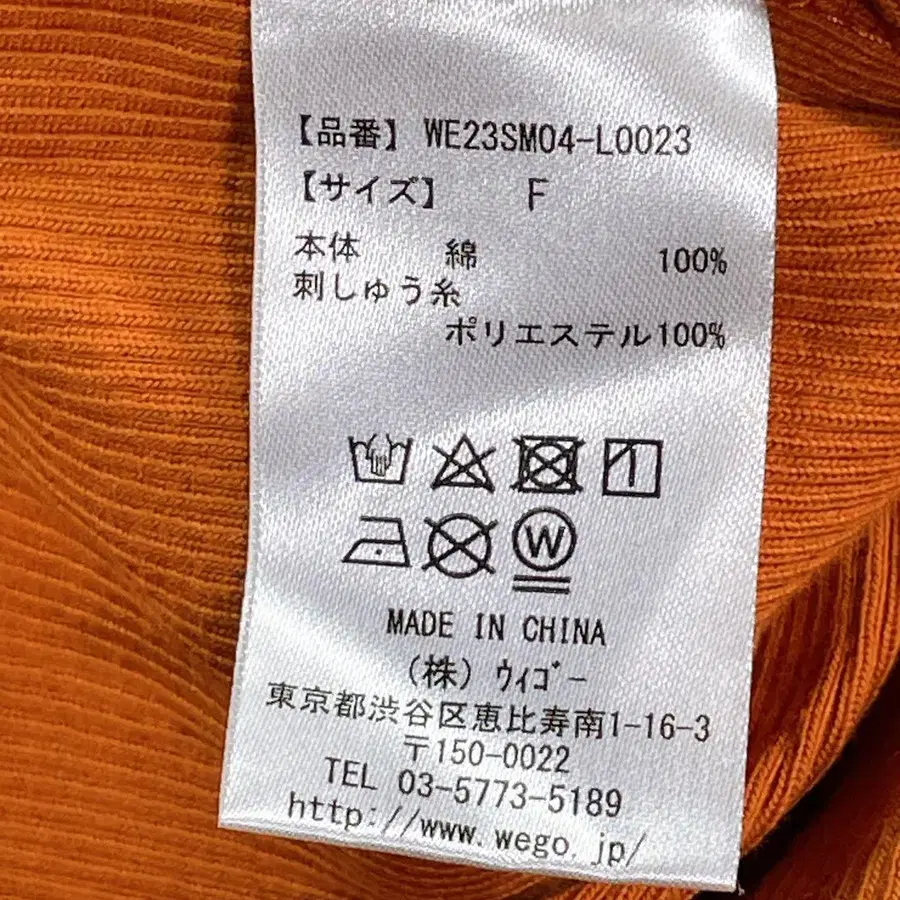 【品番】 WE23SM04-L0023
【サイズ】 F
本体 綿 100%
刺しゅう糸
ポリエステル100%
W
MADE IN CHINA
(株) ウィゴー
東京都渋谷区恵比寿南1-16-3
〒150-0022
TEL 03-5773-5189
http://www.wego.jp/